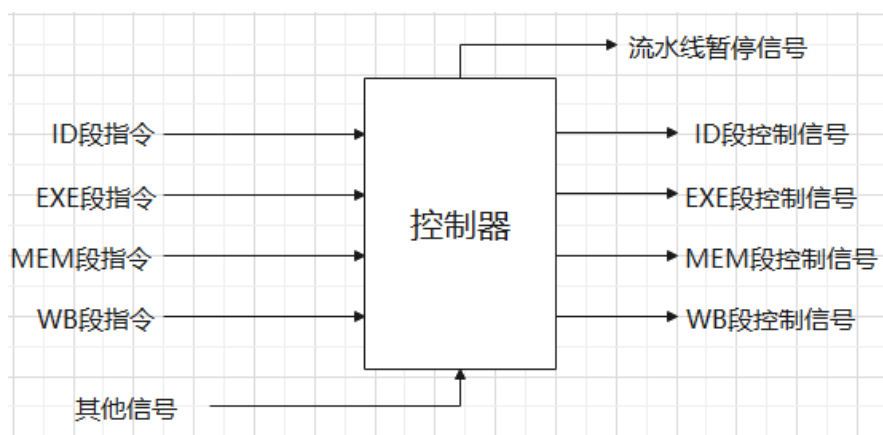 流水线暂停信号
ID段指令
ID段控制信号
EXE段指令
EXE段控制信号
控制器
MEM段指令
MEM段控制信号
WB段指令
WB段控制信号
其他信号